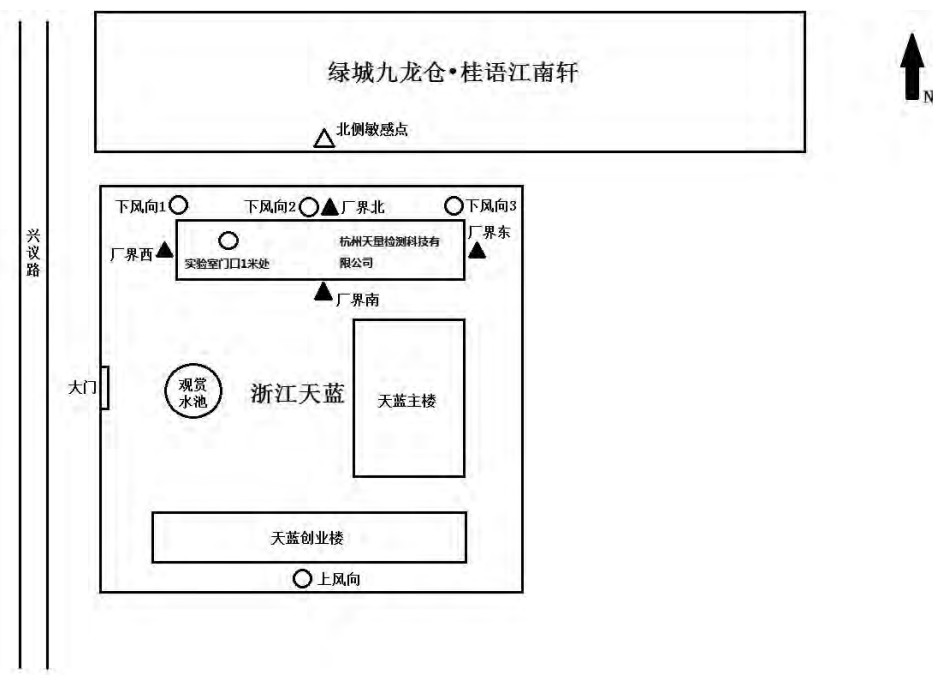 绿城九龙仓•桂语江南轩
N
北侧敏感点
下风向1
下风向2
厂界北
下风向3
兴议路
厂界西
实验室门口1米处
杭州天量检测科技有
限公司
厂界东
厂界南
大门
观赏
水池
浙江天蓝
天蓝主楼
天蓝创业楼
上风向